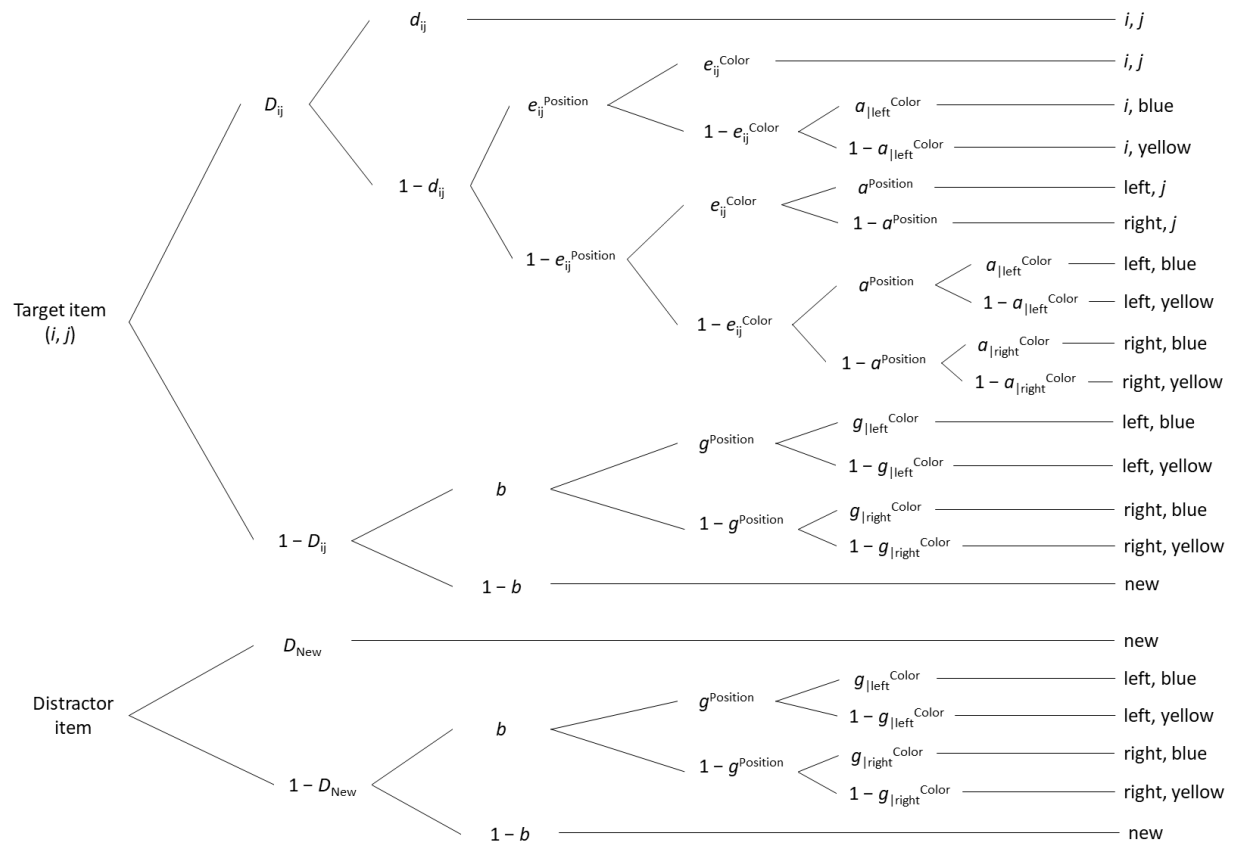 d_ij i, j
e_ij^Color i, j
D_ij e_ij^Position a_|left^Color i, blue
1 – e_ij^Color
1 – a_|left^Color i, yellow
1 – d_ij a^Position left, j
e_ij^Color
1 – a^Position right, j
1 – e_ij^Position a_|left^Color left, blue
a^Position
1 – a_|left^Color left, yellow
Target item
(i, j)
1 – e_ij^Color
a_|right^Color right, blue
1 – a^Position
1 – a_|right^Color right, yellow
g_|left^Color left, blue
g^Position
1 – g_|left^Color left, yellow
b
g_|right^Color right, blue
1 – g^Position
1 – D_ij 1 – g_|right^Color right, yellow
1 – b new
D_New new
g_|left^Color left, blue
Distractor
item
g^Position
1 – g_|left^Color left, yellow
b
g_|right^Color right, blue
1 – g^Position
1 – D_New 1 – g_|right^Color right, yellow
1 – b new